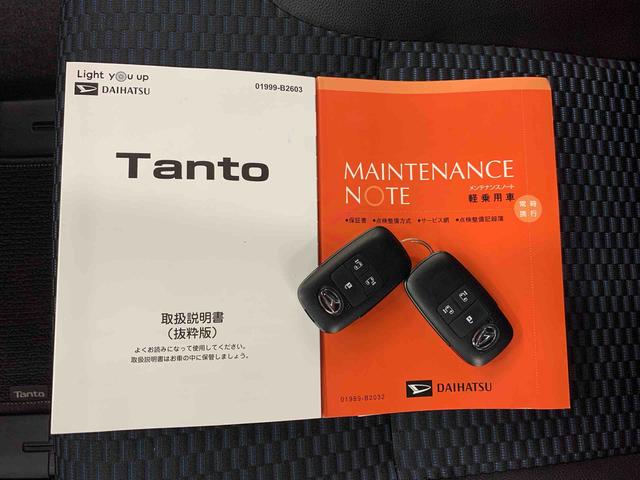 Light you up
DAIHATSU
01999-B2603
Tanto
取扱説明書
(抜粋版)
よくお読みになって使用してください。
取扱説明書はお車の中に保管しましょう。
MAINTENANCE
NOTE
メンテナンスノート
軽乗用車
常時
携行
•保証書 •点検整備方式 •サービス網 •点検整備記録簿
DAIHATSU
01989-B2032
Tanto